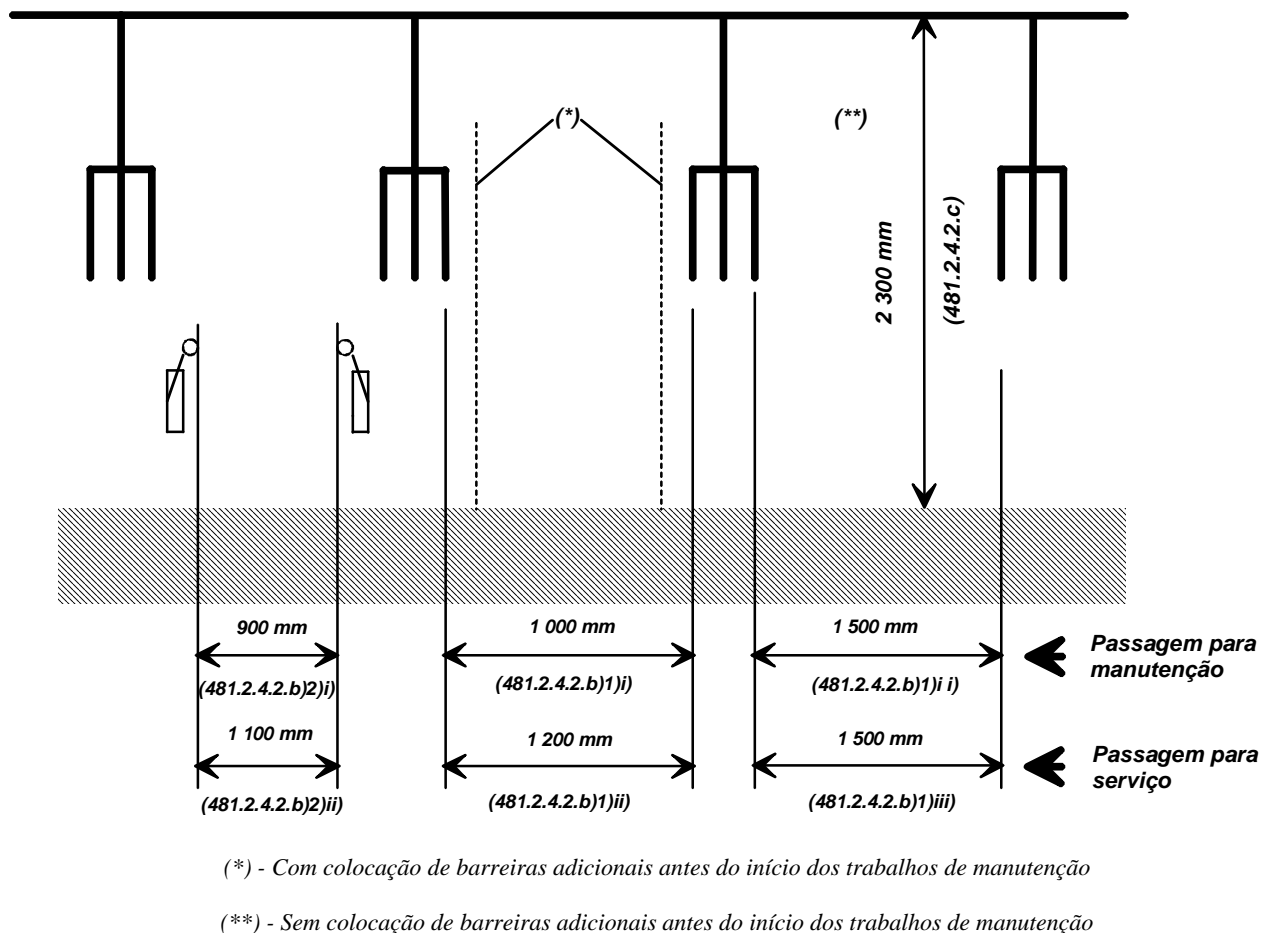 (*)
(**)
2 300 mm
(481.2.4.2.c)
900 mm
1 000 mm
1 500 mm
Passagem para
manutenção
(481.2.4.2.b)2)i)
(481.2.4.2.b)1)i)
(481.2.4.2.b)1)i i)
1 100 mm
1 200 mm
1 500 mm
Passagem para
serviço
(481.2.4.2.b)2)ii)
(481.2.4.2.b)1)ii)
(481.2.4.2.b)1)iii)
(*) - Com colocação de barreiras adicionais antes do início dos trabalhos de manutenção
(**) - Sem colocação de barreiras adicionais antes do início dos trabalhos de manutenção